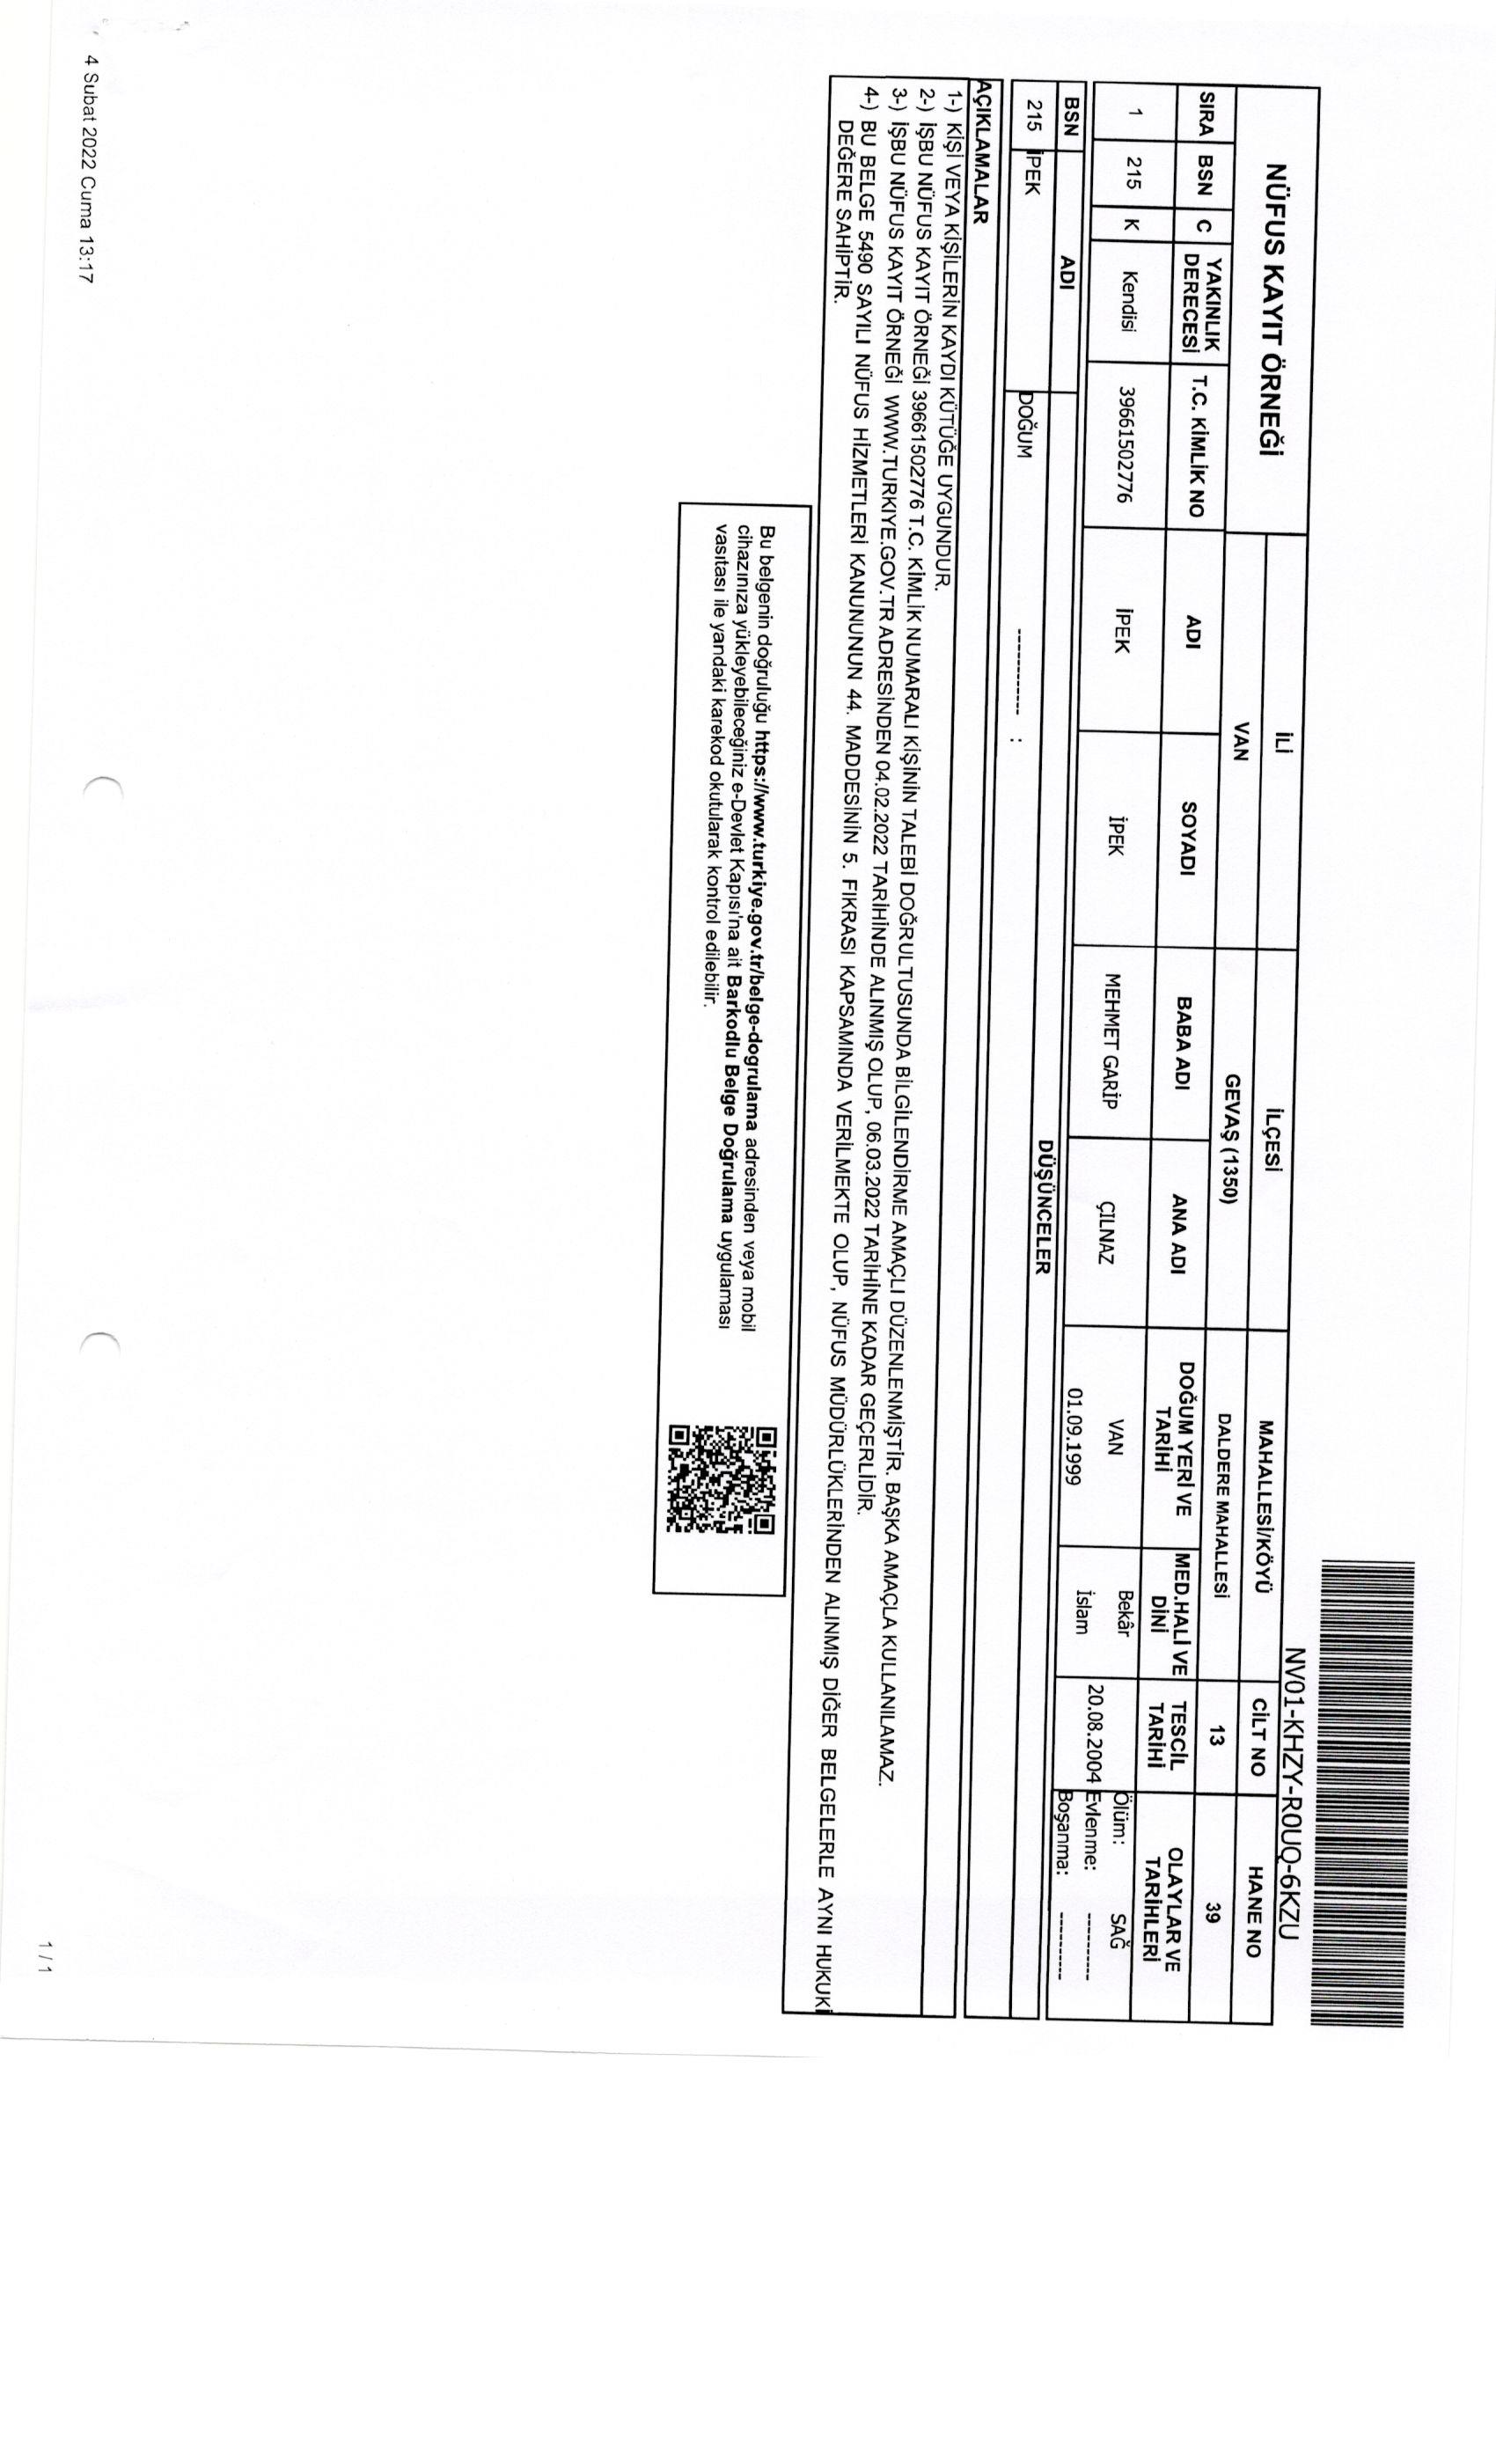 NV01-KHZY-R0UQ-6KZU
NÜFUS KAYIT ÖRNEĞİ İLİ İLÇESİ MAHALLESİ/KÖYÜ CİLT NO HANE NO
VAN GEVAŞ (1350) DALDERE MAHALLESİ 13 39
SIRA BSN C YAKINLIK DERECESİ T.C. KİMLİK NO ADI SOYADI BABA ADI ANA ADI DOĞUM YERİ VE TARİHİ MED.HALİ VE DİNİ TESCİL TARİHİ OLAYLAR VE TARİHLERİ
1 215 K Kendisi 39661502776 İPEK İPEK MEHMET GARİP ÇILNAZ VAN 01.09.1999 Bekâr İslam 20.08.2004 Ölüm: SAĞ
Evlenme: ----------
Boşanma: ----------
BSN ADI DÜŞÜNCELER
215 İPEK DOĞUM ------------ :
AÇIKLAMALAR
1-) KİŞİ VEYA KİŞİLERİN KAYDI KÜTÜĞE UYGUNDUR.
2-) İŞBU NÜFUS KAYIT ÖRNEĞİ 39661502776 T.C. KİMLİK NUMARALI KİŞİNİN TALEBİ DOĞRULTUSUNDA BİLGİLENDİRME AMAÇLI DÜZENLENMİŞTİR. BAŞKA AMAÇLA KULLANILAMAZ.
3-) İŞBU NÜFUS KAYIT ÖRNEĞİ WWW.TURKIYE.GOV.TR ADRESİNDEN 04.02.2022 TARİHİNDE ALINMIŞ OLUP, 06.03.2022 TARİHİNE KADAR GEÇERLİDİR.
4-) BU BELGE 5490 SAYILI NÜFUS HİZMETLERİ KANUNUNUN 44. MADDESİNİN 5. FIKRASI KAPSAMINDA VERİLMEKTE OLUP, NÜFUS MÜDÜRLÜKLERİNDEN ALINMIŞ DİĞER BELGELERLE AYNI HUKUKİ
DEĞERE SAHİPTİR.
Bu belgenin doğruluğu https://www.turkiye.gov.tr/belge-dogrulama adresinden veya mobil
cihazınıza yükleyebileceğiniz e-Devlet Kapısı'na ait Barkodlu Belge Doğrulama uygulaması
vasıtası ile yandaki karekod okutularak kontrol edilebilir.
4 Subat 2022 Cuma 13:17
1 / 1